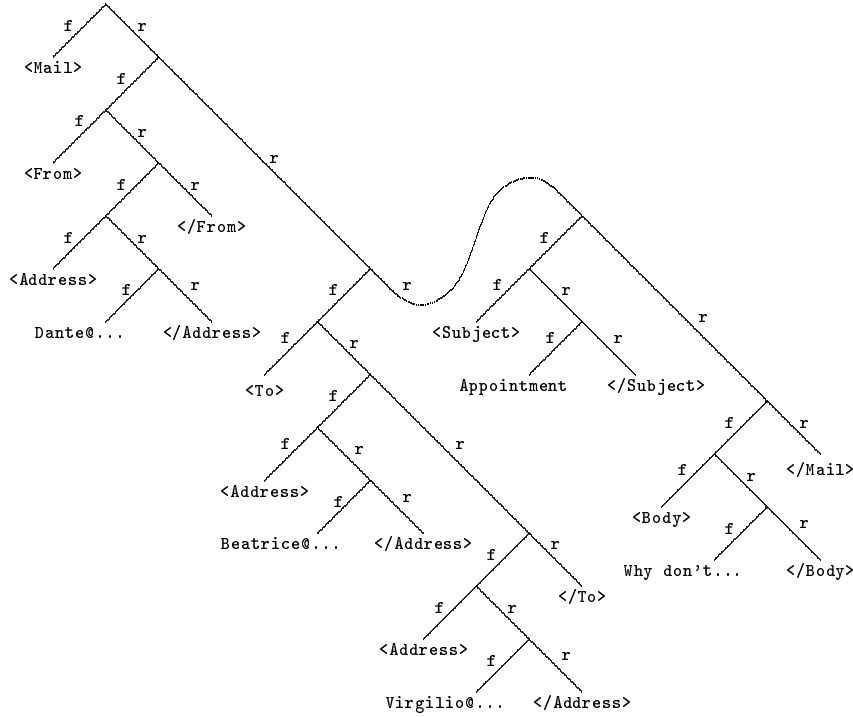 f r
<Mail>
f
f
r
r
<From>
f r
</From>
f r
<Address>
f r
Dante@... </Address>
f r
f r
<To>
f
f r r
<Address>
f r
Beatrice@... </Address>
f r
</To>
f r
<Address>
f r
Virgilio@... </Address>
f
f r
<Subject>
f r
Appointment </Subject>
r
f r
</Mail>
f r
<Body>
f r
Why don't... </Body>